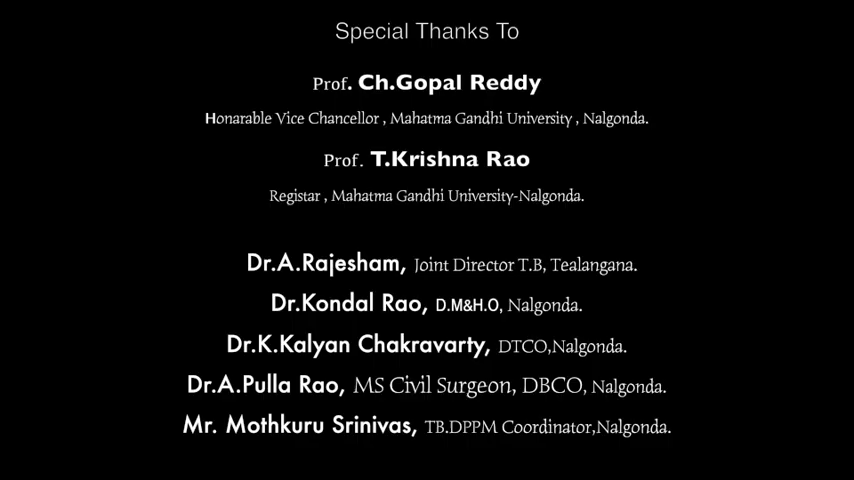 Special Thanks To
Prof. Ch.Gopal Reddy
Honarable Vice Chancellor , Mahatma Gandhi University , Nalgonda.
Prof. T.Krishna Rao
Registar , Mahatma Gandhi University-Nalgonda.
Dr.A.Rajesham, Joint Director T.B, Tealangana.
Dr.Kondal Rao, D.M&H.O, Nalgonda.
Dr.K.Kalyan Chakravarty, DTCO,Nalgonda.
Dr.A.Pulla Rao, MS Civil Surgeon, DBCO, Nalgonda.
Mr. Mothkuru Srinivas, TB.DPPM Coordinator,Nalgonda.